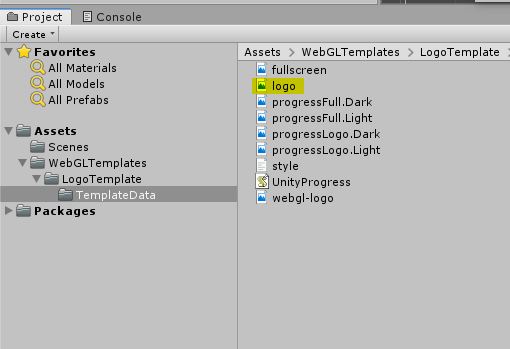 Project
Console
Create
Favorites
All Materials
All Models
All Prefabs
Assets
Scenes
WebGLTemplates
LogoTemplate
TemplateData
Packages
Assets > WebGLTemplates > LogoTemplate >
fullscreen
logo
progressFull.Dark
progressFull.Light
progressLogo.Dark
progressLogo.Light
style
UnityProgress
webgl-logo